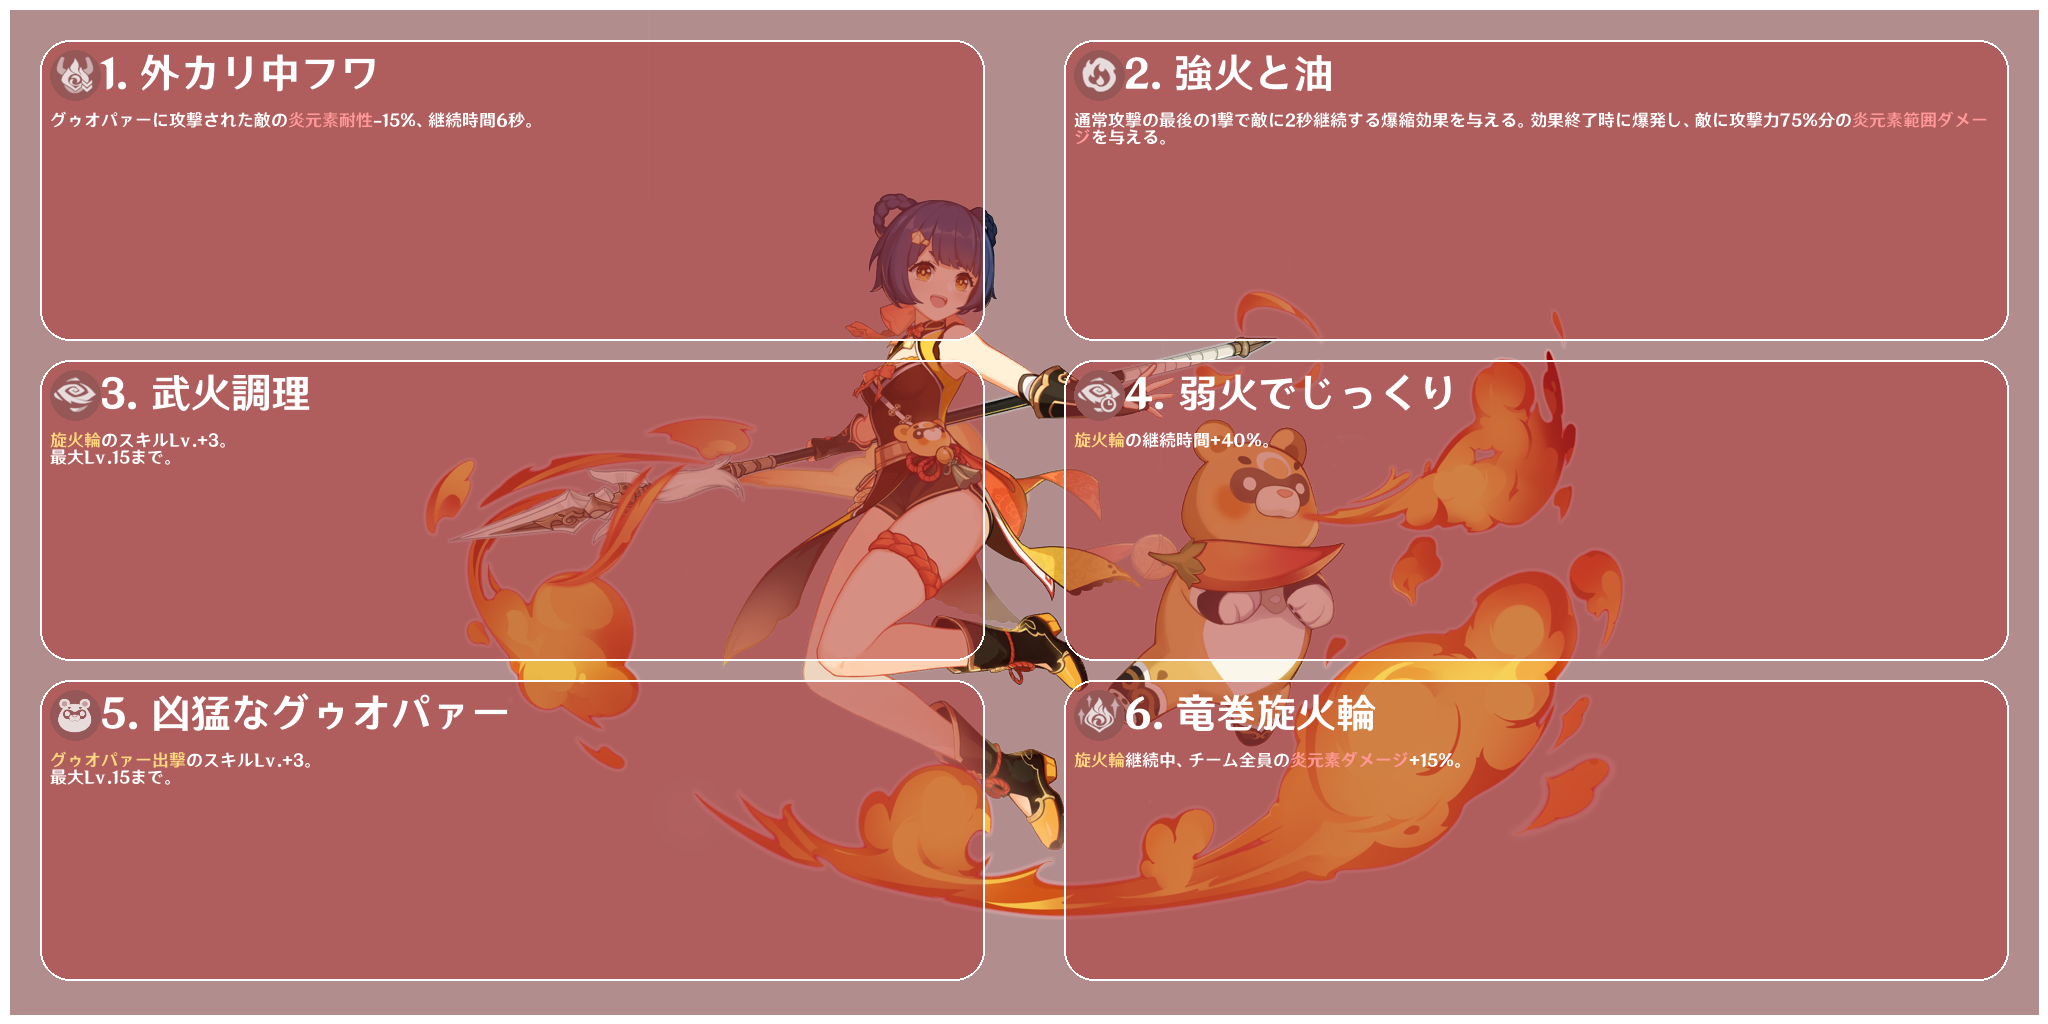 1. 外カリ中フワ
グゥオパァーに攻撃された敵の炎元素耐性-15%、継続時間6秒。
2. 強火と油
通常攻撃の最後の1撃で敵に2秒継続する爆縮効果を与える。効果終了時に爆発し、敵に攻撃力75%分の炎元素範囲ダメー
ジを与える。
3. 武火調理
旋火輪のスキルLv.+3。
最大Lv.15まで。
4. 弱火でじっくり
旋火輪の継続時間+40%。
5. 凶猛なグゥオパァー
グゥオパァー出撃のスキルLv.+3。
最大Lv.15まで。
6. 竜巻旋火輪
旋火輪継続中、チーム全員の炎元素ダメージ+15%。